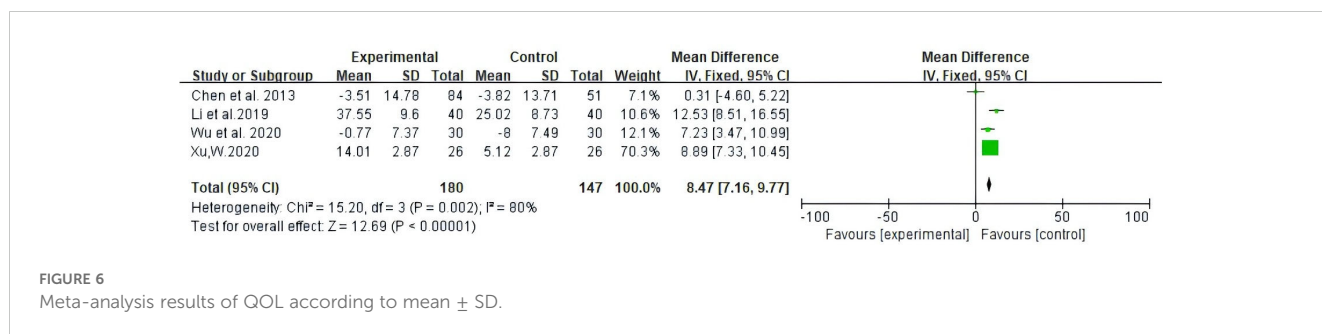 Experimental Control Mean Difference Mean Difference
Study or Subgroup Mean SD Total Mean SD Total Weight IV, Fixed, 95% CI IV, Fixed, 95% CI
Chen et al. 2013 -3.51 14.78 84 -3.82 13.71 51 7.1% 0.31 [-4.60, 5.22]
Li et al.2019 37.55 9.6 40 25.02 8.73 40 10.6% 12.53 [8.51, 16.55]
Wu et al. 2020 -0.77 7.37 30 -8 7.49 30 12.1% 7.23 [3.47, 10.99]
Xu,W.2020 14.01 2.87 26 5.12 2.87 26 70.3% 8.89 [7.33, 10.45]
Total (95% CI) 180 147 100.0% 8.47 [7.16, 9.77]
Heterogeneity: Chi² = 15.20, df = 3 (P = 0.002); I² = 80%
Test for overall effect: Z = 12.69 (P < 0.00001)
-100 -50 0 50 100
Favours [experimental] Favours [control]
FIGURE 6
Meta-analysis results of QOL according to mean ± SD.